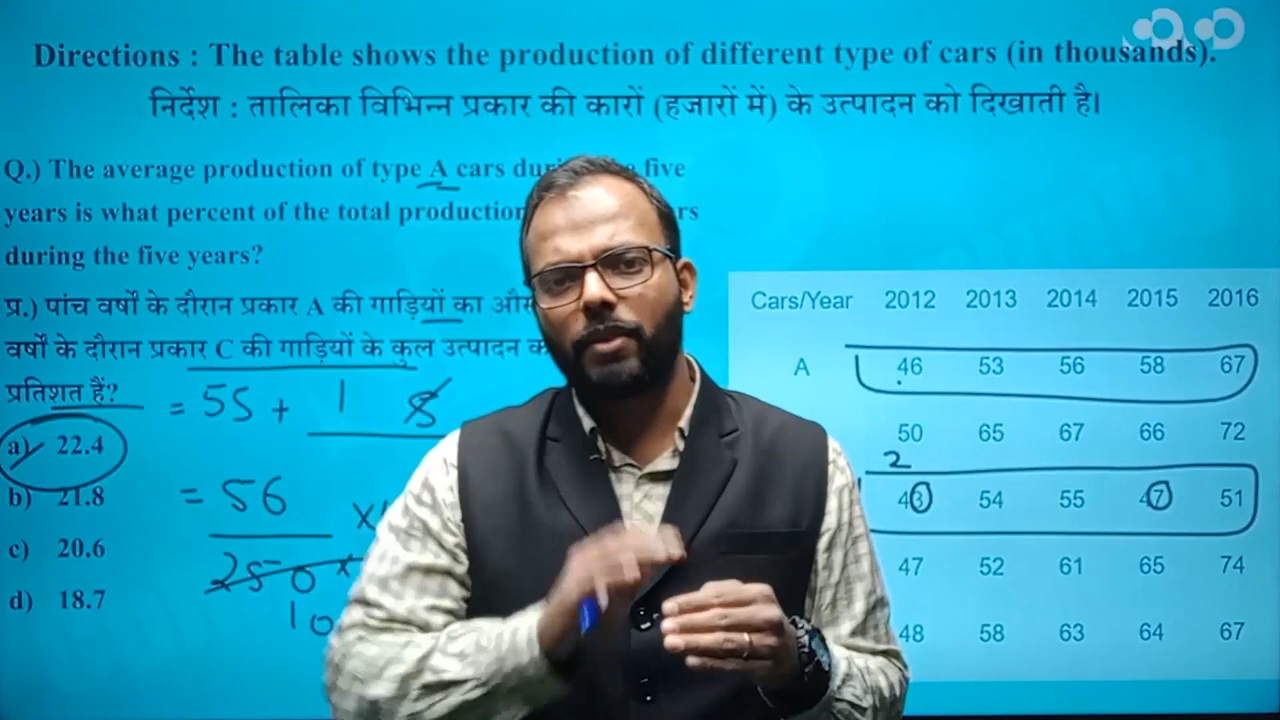 Directions : The table shows the production of different type of cars (in thousands).
निर्देश : तालिका विभिन्न प्रकार की कारों (हजारों में) के उत्पादन को दिखाती है।
Q.) The average production of type A cars five
years is what percent of the total production
during the five years?
प्र.) पांच वर्षों के दौरान प्रकार A की गाड़ियों का
वर्षों के दौरान प्रकार C की गाड़ियों के कुल उत्पादन
प्रतिशत हैं?
= 55 + 1 5
a) 22.4
= 56
b) 21.8
250
c) 20.6
10
d) 18.7
Cars/Year 2012 2013 2014 2015 2016
A 46 53 56 58 67
50 65 67 66 72
2
43 54 55 47 51
47 52 61 65 74
48 58 63 64 67